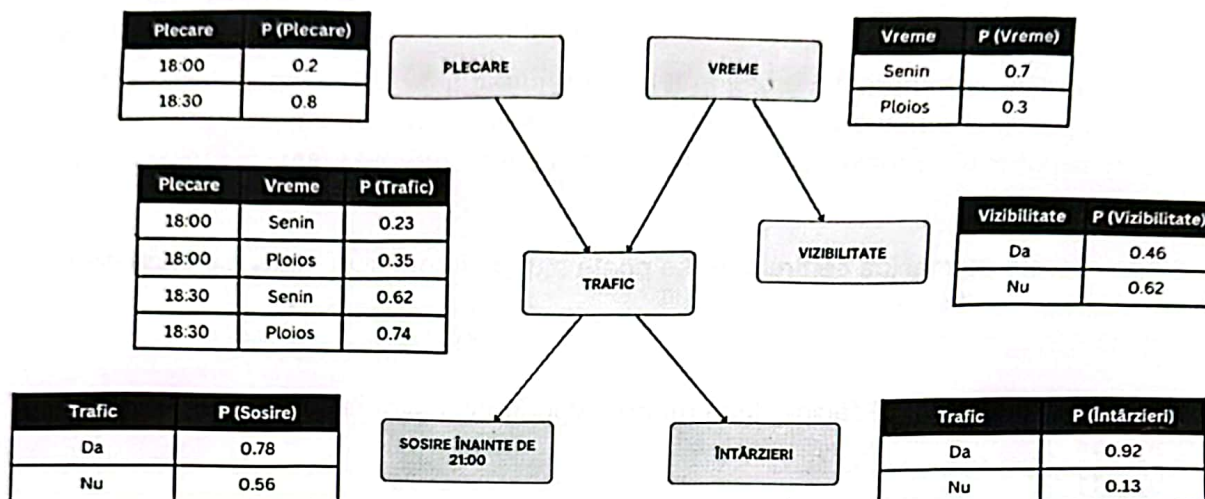 Plecare P (Plecare)
18:00 0.2
18:30 0.8
PLECARE
VREME
Vreme P (Vreme)
Senin 0.7
Ploios 0.3
Plecare Vreme P (Trafic)
18:00 Senin 0.23
18:00 Ploios 0.35
18:30 Senin 0.62
18:30 Ploios 0.74
TRAFIC
VIZIBILITATE
Vizibilitate P (Vizibilitate)
Da 0.46
Nu 0.62
Trafic P (Sosire)
Da 0.78
Nu 0.56
SOSIRE ÎNAINTE DE
21:00
ÎNTÂRZIERI
Trafic P (Întârzieri)
Da 0.92
Nu 0.13